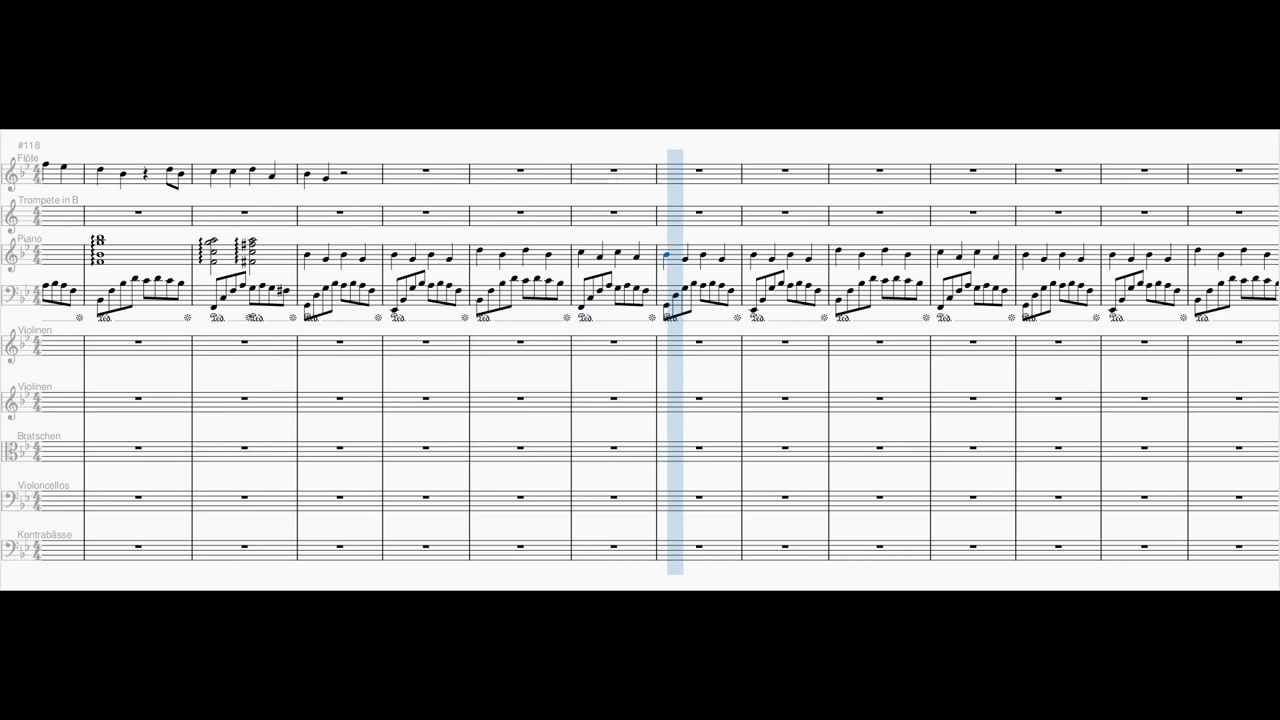 #118
Flöte
Trompete in B
Piano
Violinen
Violinen
Bratschen
Violoncellos
Kontrabässe